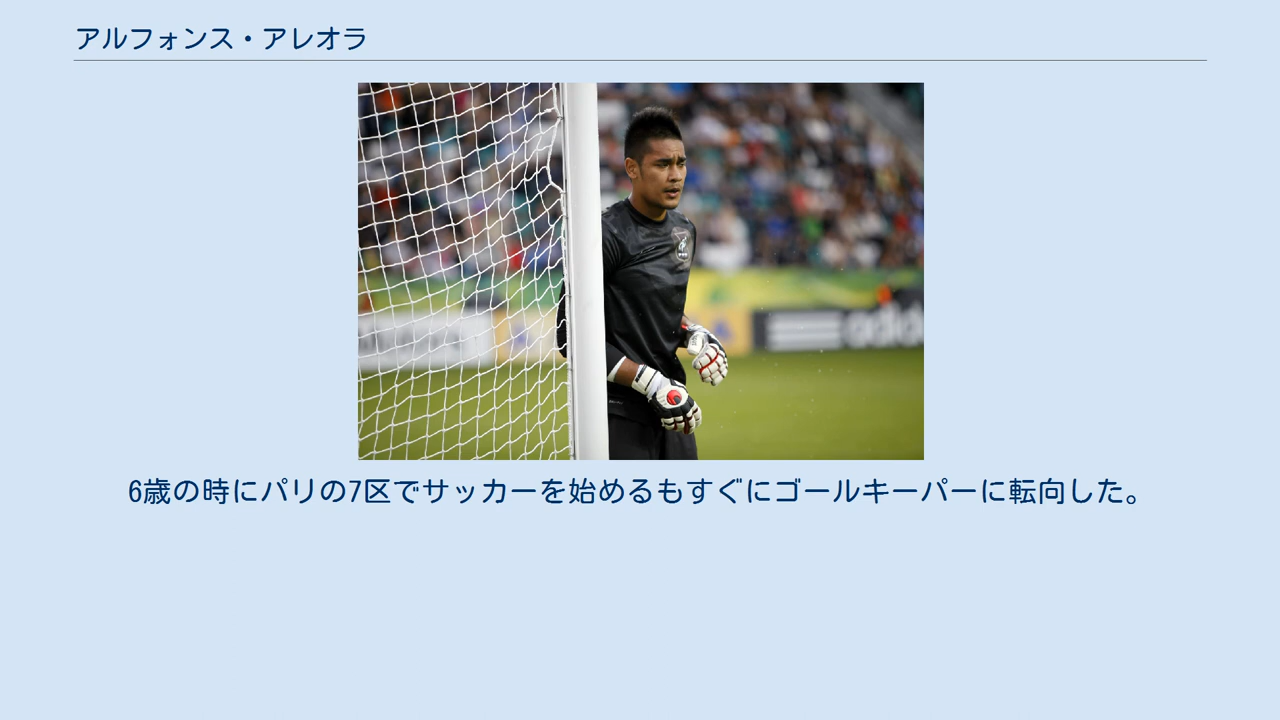 アルフォンス・アレオラ
6歳の時にパリの7区でサッカーを始めるもすぐにゴールキーパーに転向した。